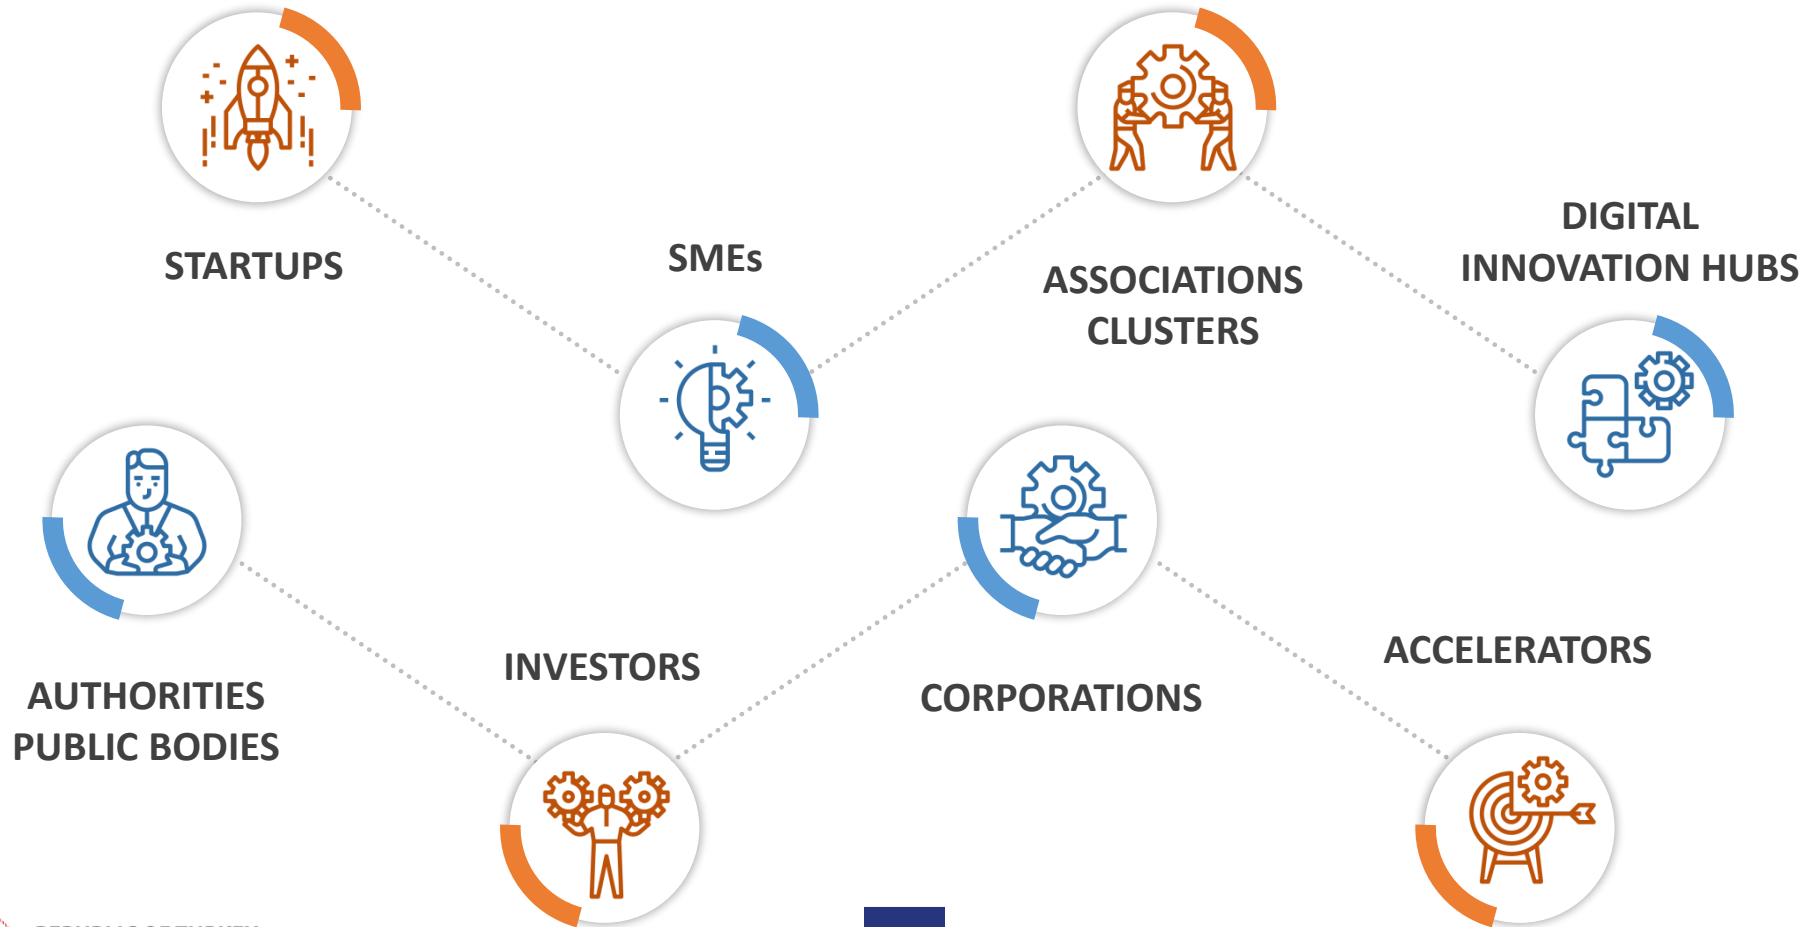 STARTUPS
SMEs
ASSOCIATIONS
CLUSTERS
DIGITAL
INNOVATION HUBS
AUTHORITIES
PUBLIC BODIES
INVESTORS
CORPORATIONS
ACCELERATORS